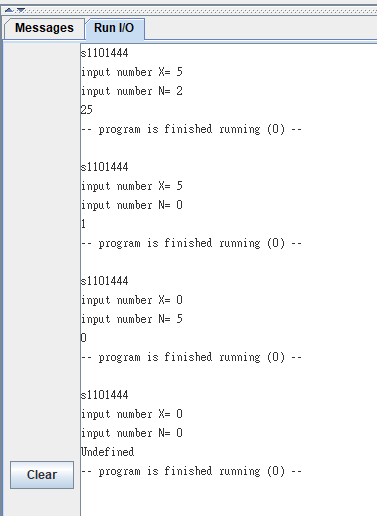 Messages Run I/O
s1101444
input number X= 5
input number N= 2
25
-- program is finished running (0) --
s1101444
input number X= 5
input number N= 0
1
-- program is finished running (0) --
s1101444
input number X= 0
input number N= 5
0
-- program is finished running (0) --
s1101444
input number X= 0
input number N= 0
Undefined
-- program is finished running (0) --
Clear